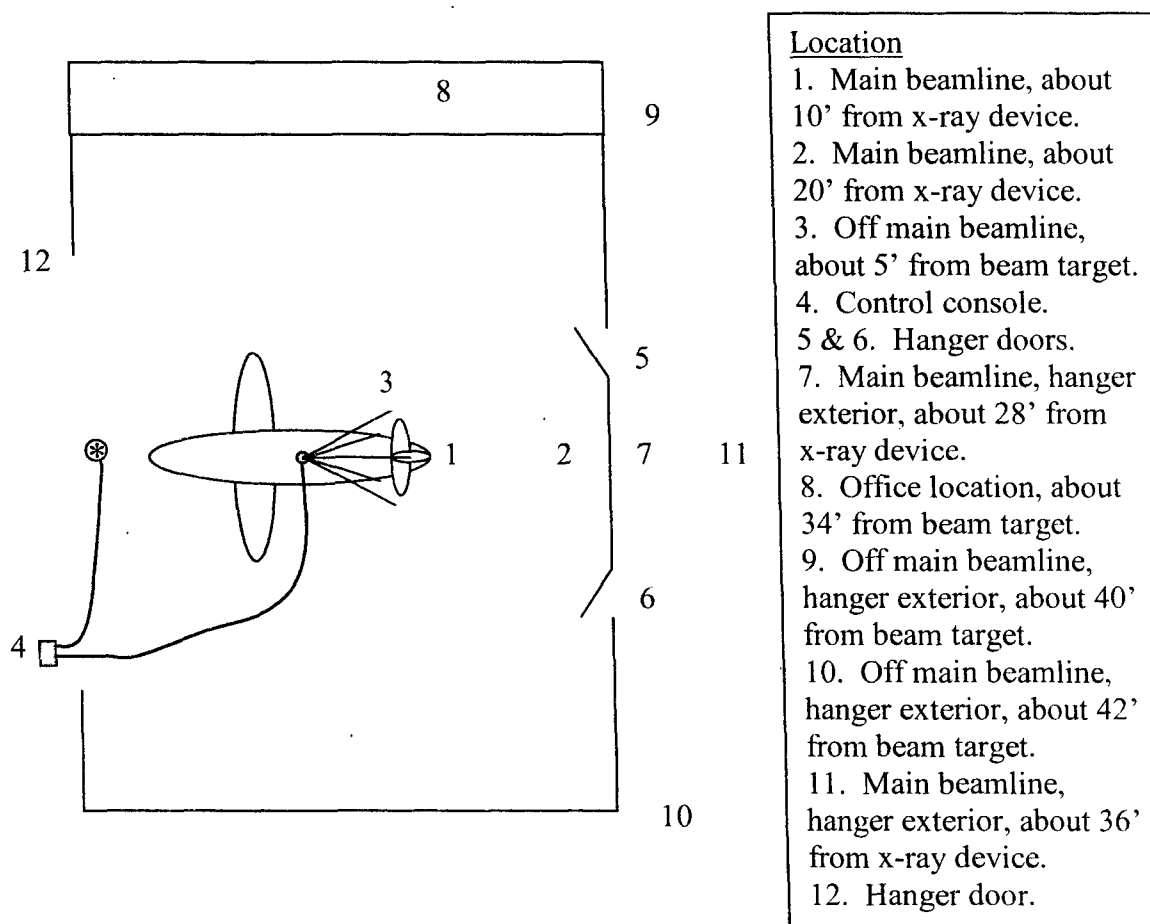 8
9
12
5
3
1
2
7
11
6
4
10
Location
1. Main beamline, about
10’ from x-ray device.
2. Main beamline, about
20’ from x-ray device.
3. Off main beamline,
about 5’ from beam target.
4. Control console.
5 & 6. Hanger doors.
7. Main beamline, hanger
exterior, about 28’ from
x-ray device.
8. Office location, about
34’ from beam target.
9. Off main beamline,
hanger exterior, about 40’
from beam target.
10. Off main beamline,
hanger exterior, about 42’
from beam target.
11. Main beamline,
hanger exterior, about 36’
from x-ray device.
12. Hanger door.